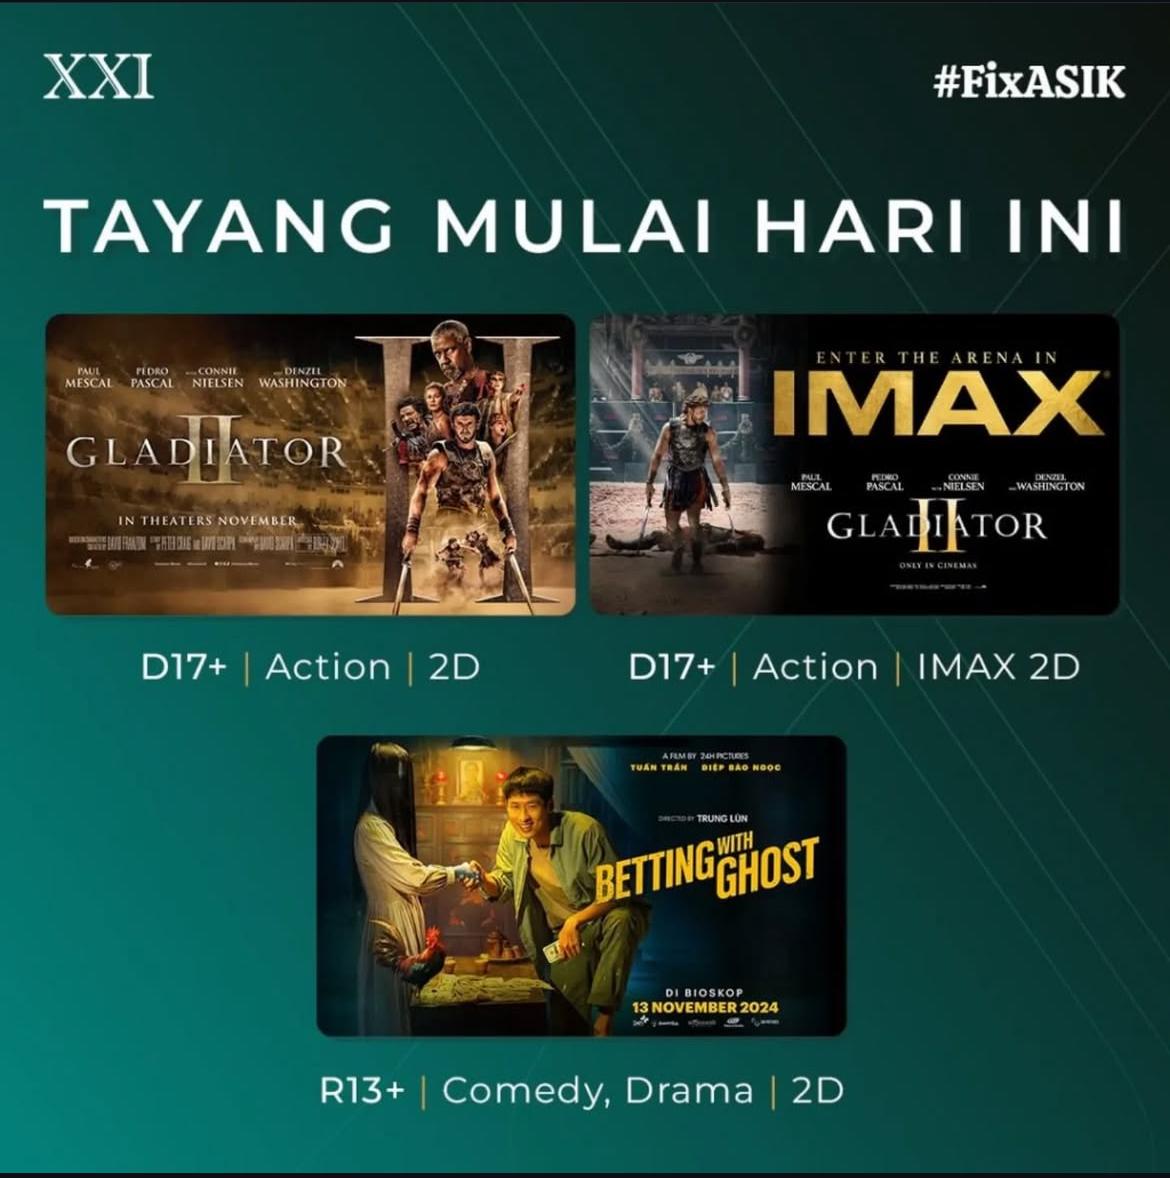 XXI
#FixASIK
TAYANG MULAI HARI INI
PAUL MESCAL
PEDRO PASCAL
CONNIE NIELSEN
DENZEL WASHINGTON
II
GLADIATOR
IN THEATERS NOVEMBER
D17+ | Action | 2D
ENTER THE ARENA IN
IMAX
PAUL MESCAL
PEDRO PASCAL
CONNIE NIELSEN
DENZEL WASHINGTON
II
GLADIATOR
ONLY IN CINEMAS
D17+ | Action | IMAX 2D
A FILM BY 24H PICTURES
TUẤN TRẦN DIỆP BẢO NGỌC
DIRECTED BY TRUNG LÙN
BETTING WITH GHOST
DI BIOSKOP
13 NOVEMBER 2024
R13+ | Comedy, Drama | 2D